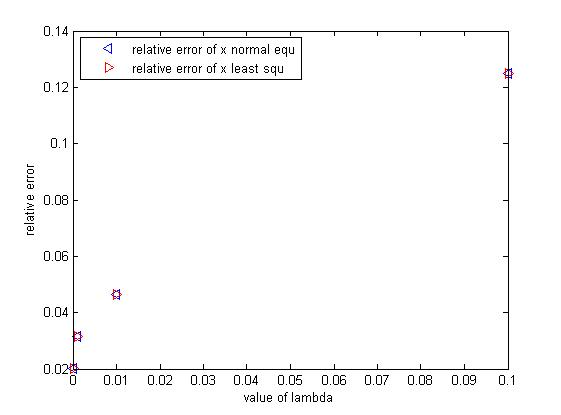 0.14
relative error of x normal equ
relative error of x least squ
0.12
0.1
0.08
0.06
0.04
0.02
relative error
0 0.01 0.02 0.03 0.04 0.05 0.06 0.07 0.08 0.09 0.1
value of lambda